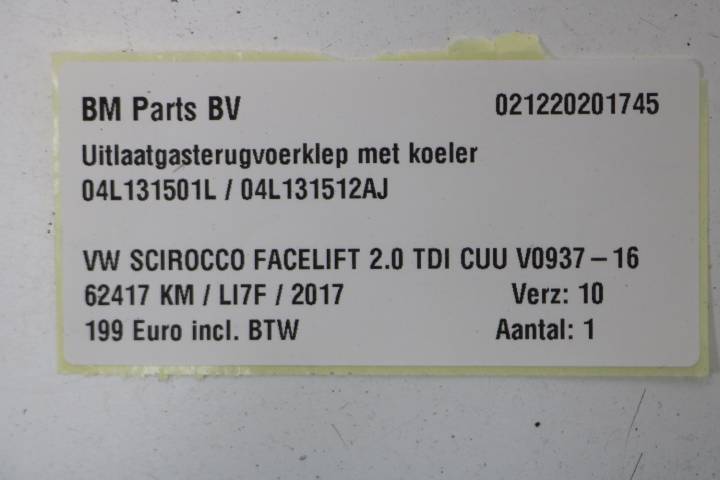 BM Parts BV 021220201745
Uitlaatgasterugvoerklep met koeler
04L131501L / 04L131512AJ
VW SCIROCCO FACELIFT 2.0 TDI CUU V0937-16
62417 KM / LI7F / 2017 Verz: 10
199 Euro incl. BTW Aantal: 1